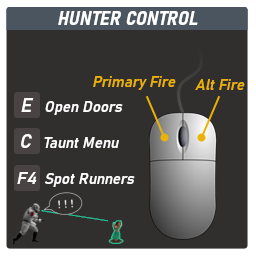 HUNTER CONTROL
Primary Fire
Alt Fire
E Open Doors
C Taunt Menu
F4 Spot Runners
!!!